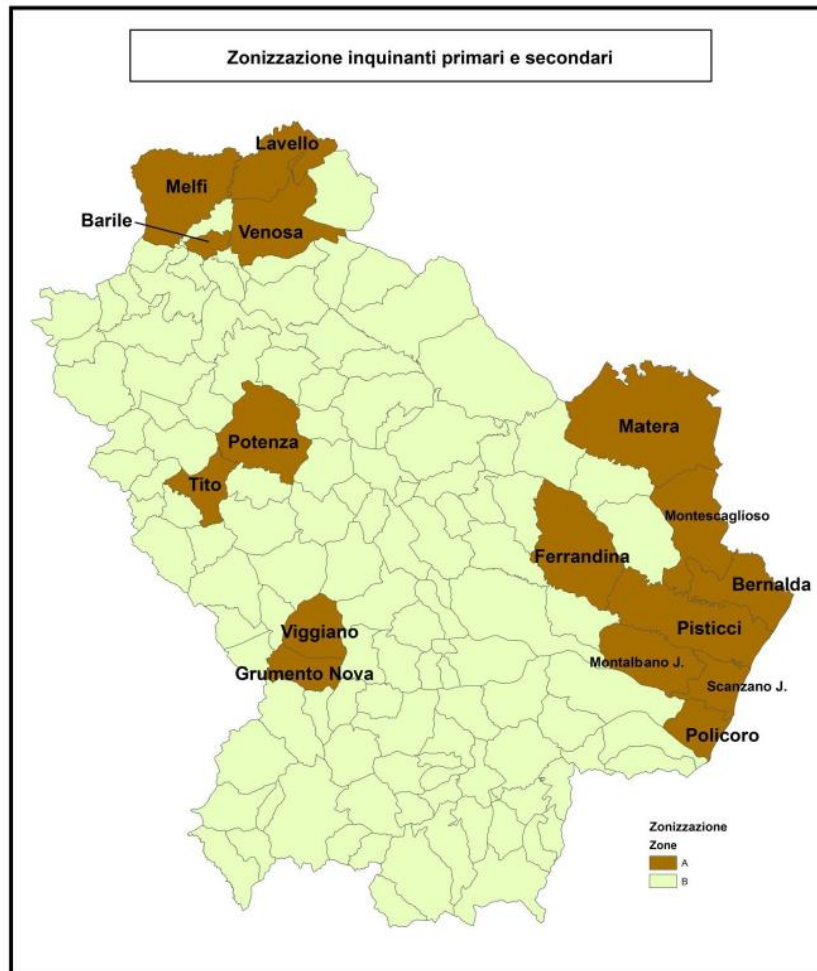 Zonizzazione inquinanti primari e secondari
Lavello
Melfi
Barile
Venosa
Potenza
Matera
Tito
Montescaglioso
Ferrandina
Bernalda
Viggiano
Pisticci
Montalbano J.
Grumento Nova
Scanzano J.
Policoro
Zonizzazione
Zone
A
B